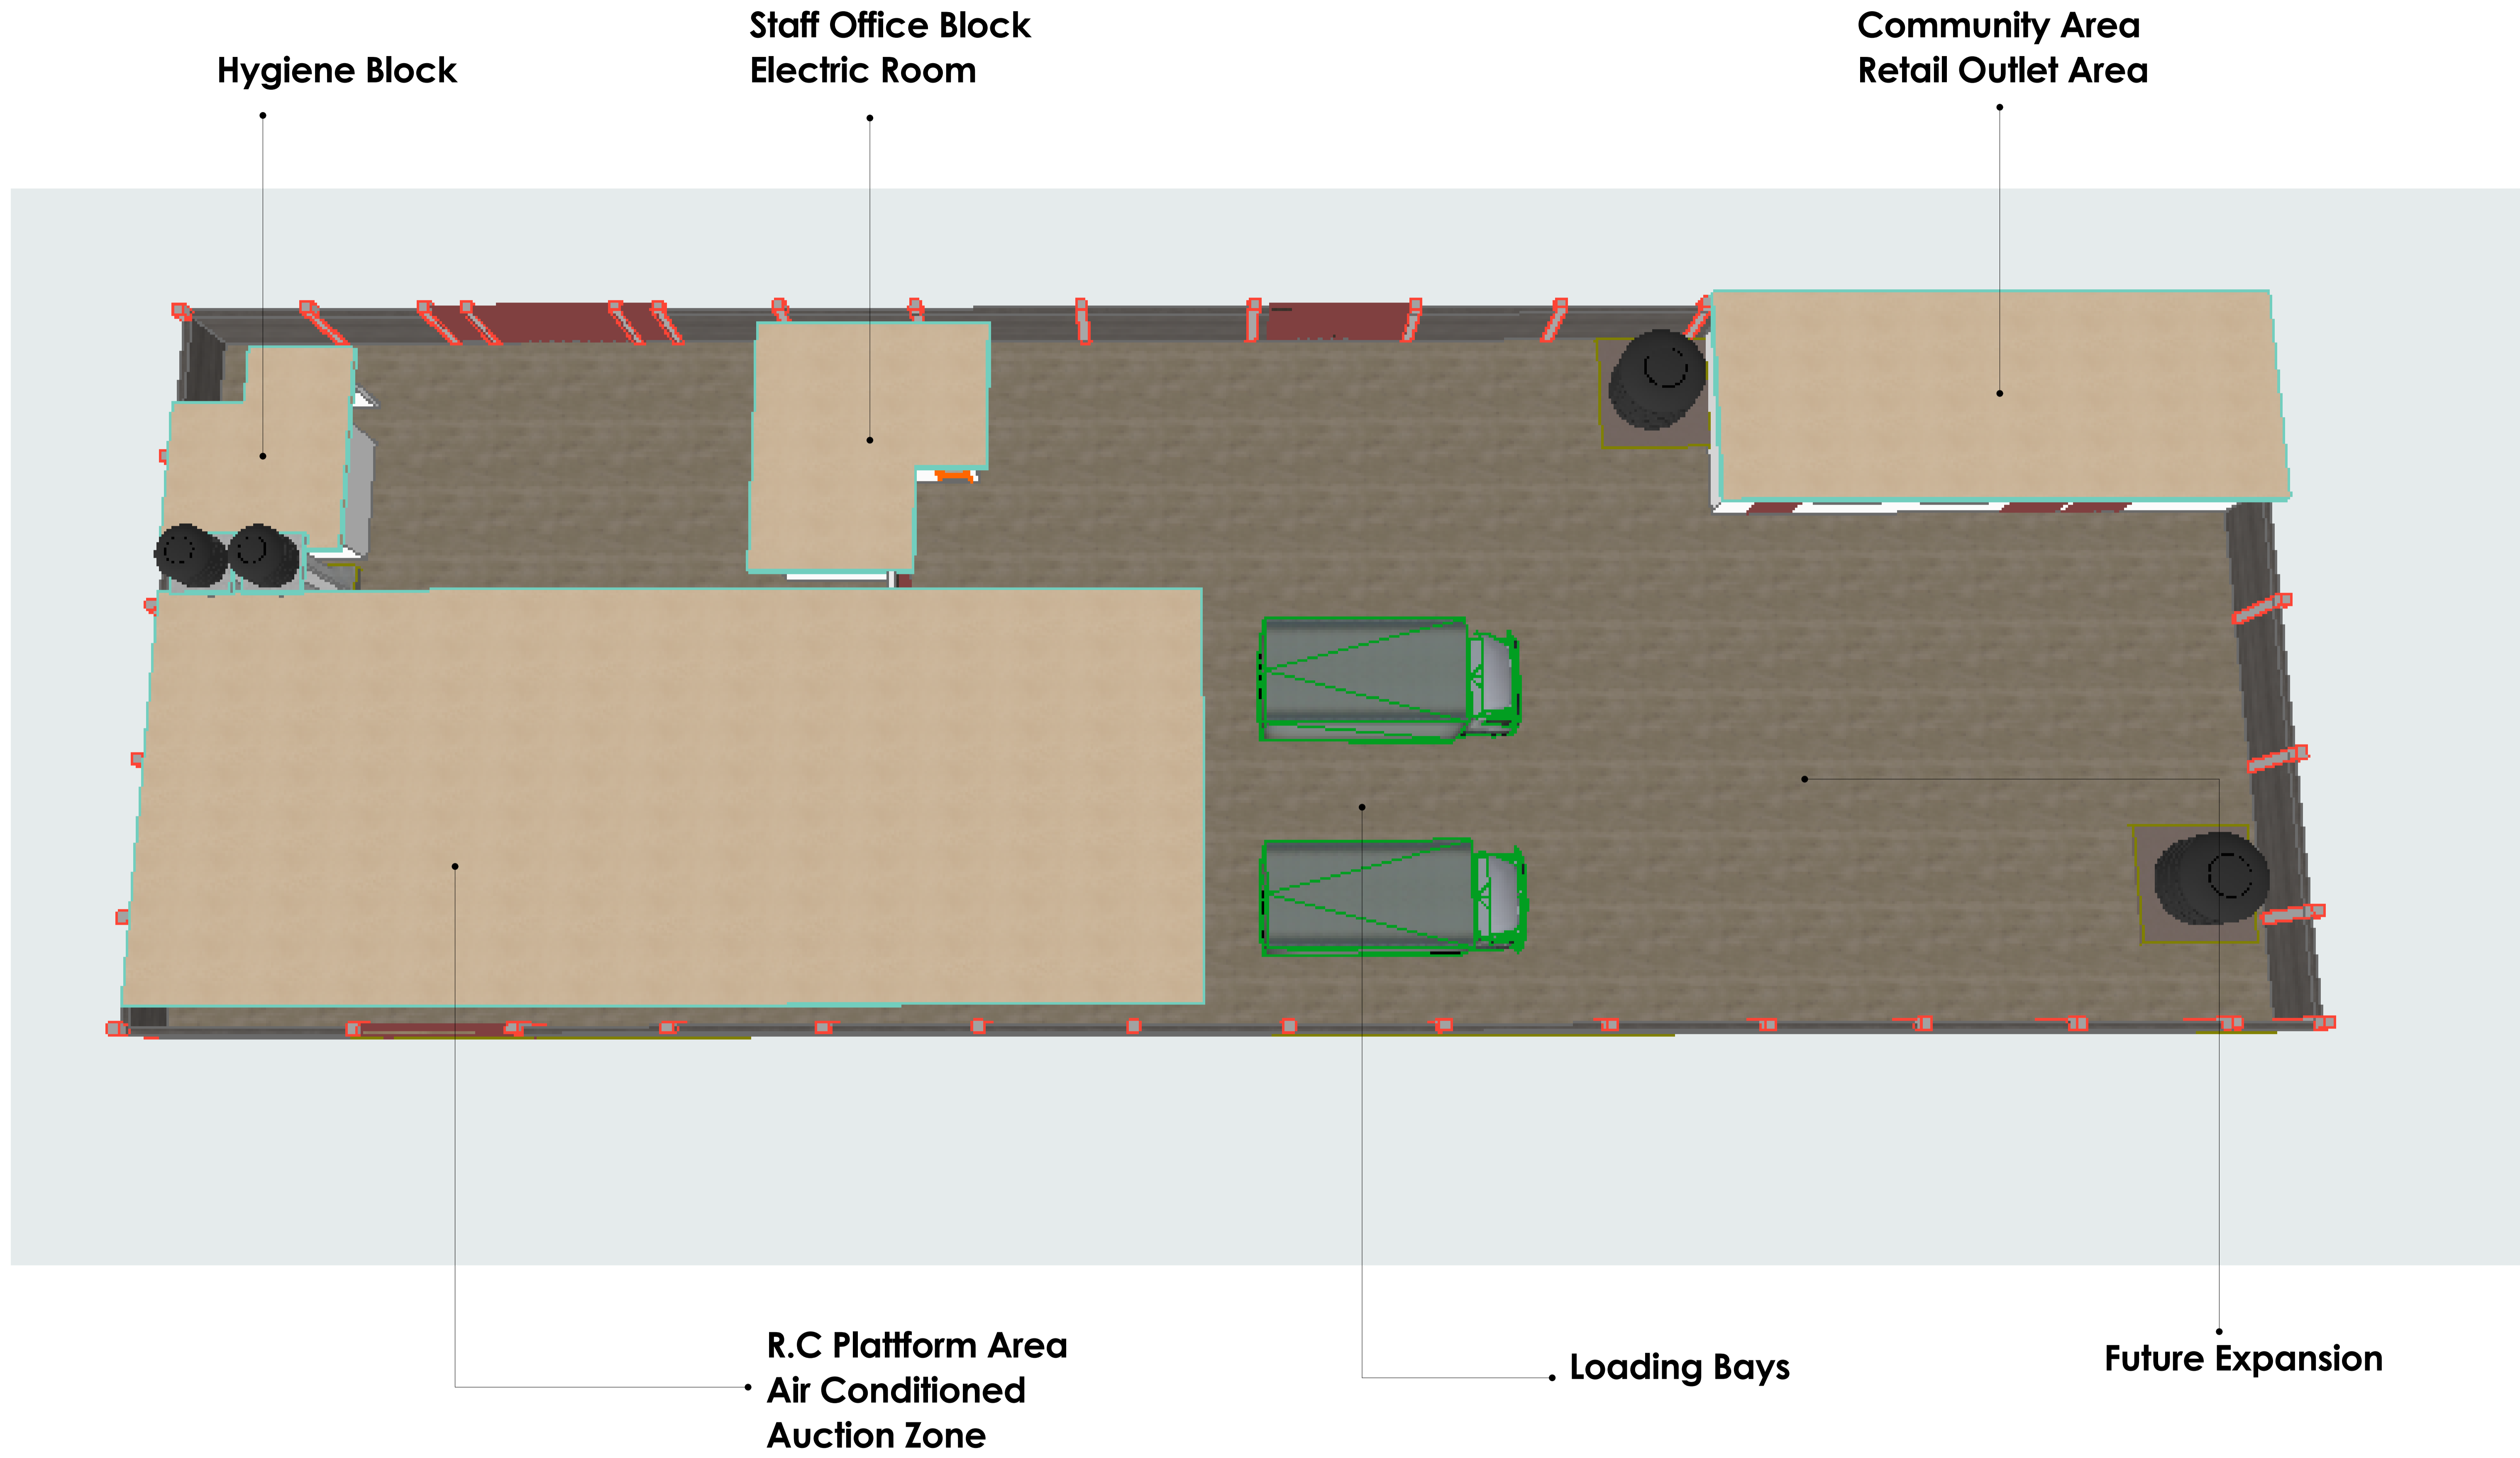 Hygiene Block
Staff Office Block
Electric Room
Community Area
Retail Outlet Area
R.C Plattform Area
Air Conditioned
Auction Zone
Loading Bays
Future Expansion